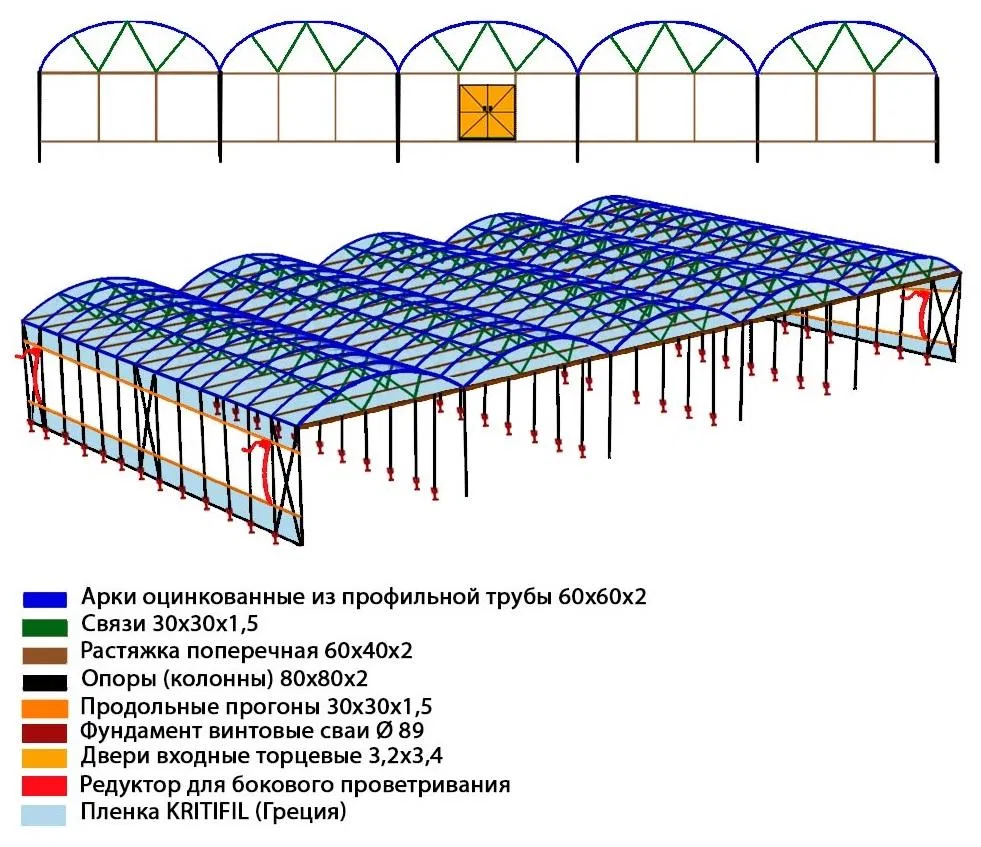 Арки оцинкованные из профильной трубы 60х60х2
Связи 30х30х1,5
Растяжка поперечная 60х40х2
Опоры (колонны) 80х80х2
Продольные прогоны 30х30х1,5
Фундамент винтовые сваи Ø 89
Двери входные торцевые 3,2х3,4
Редуктор для бокового проветривания
Пленка KRITIFIL (Греция)